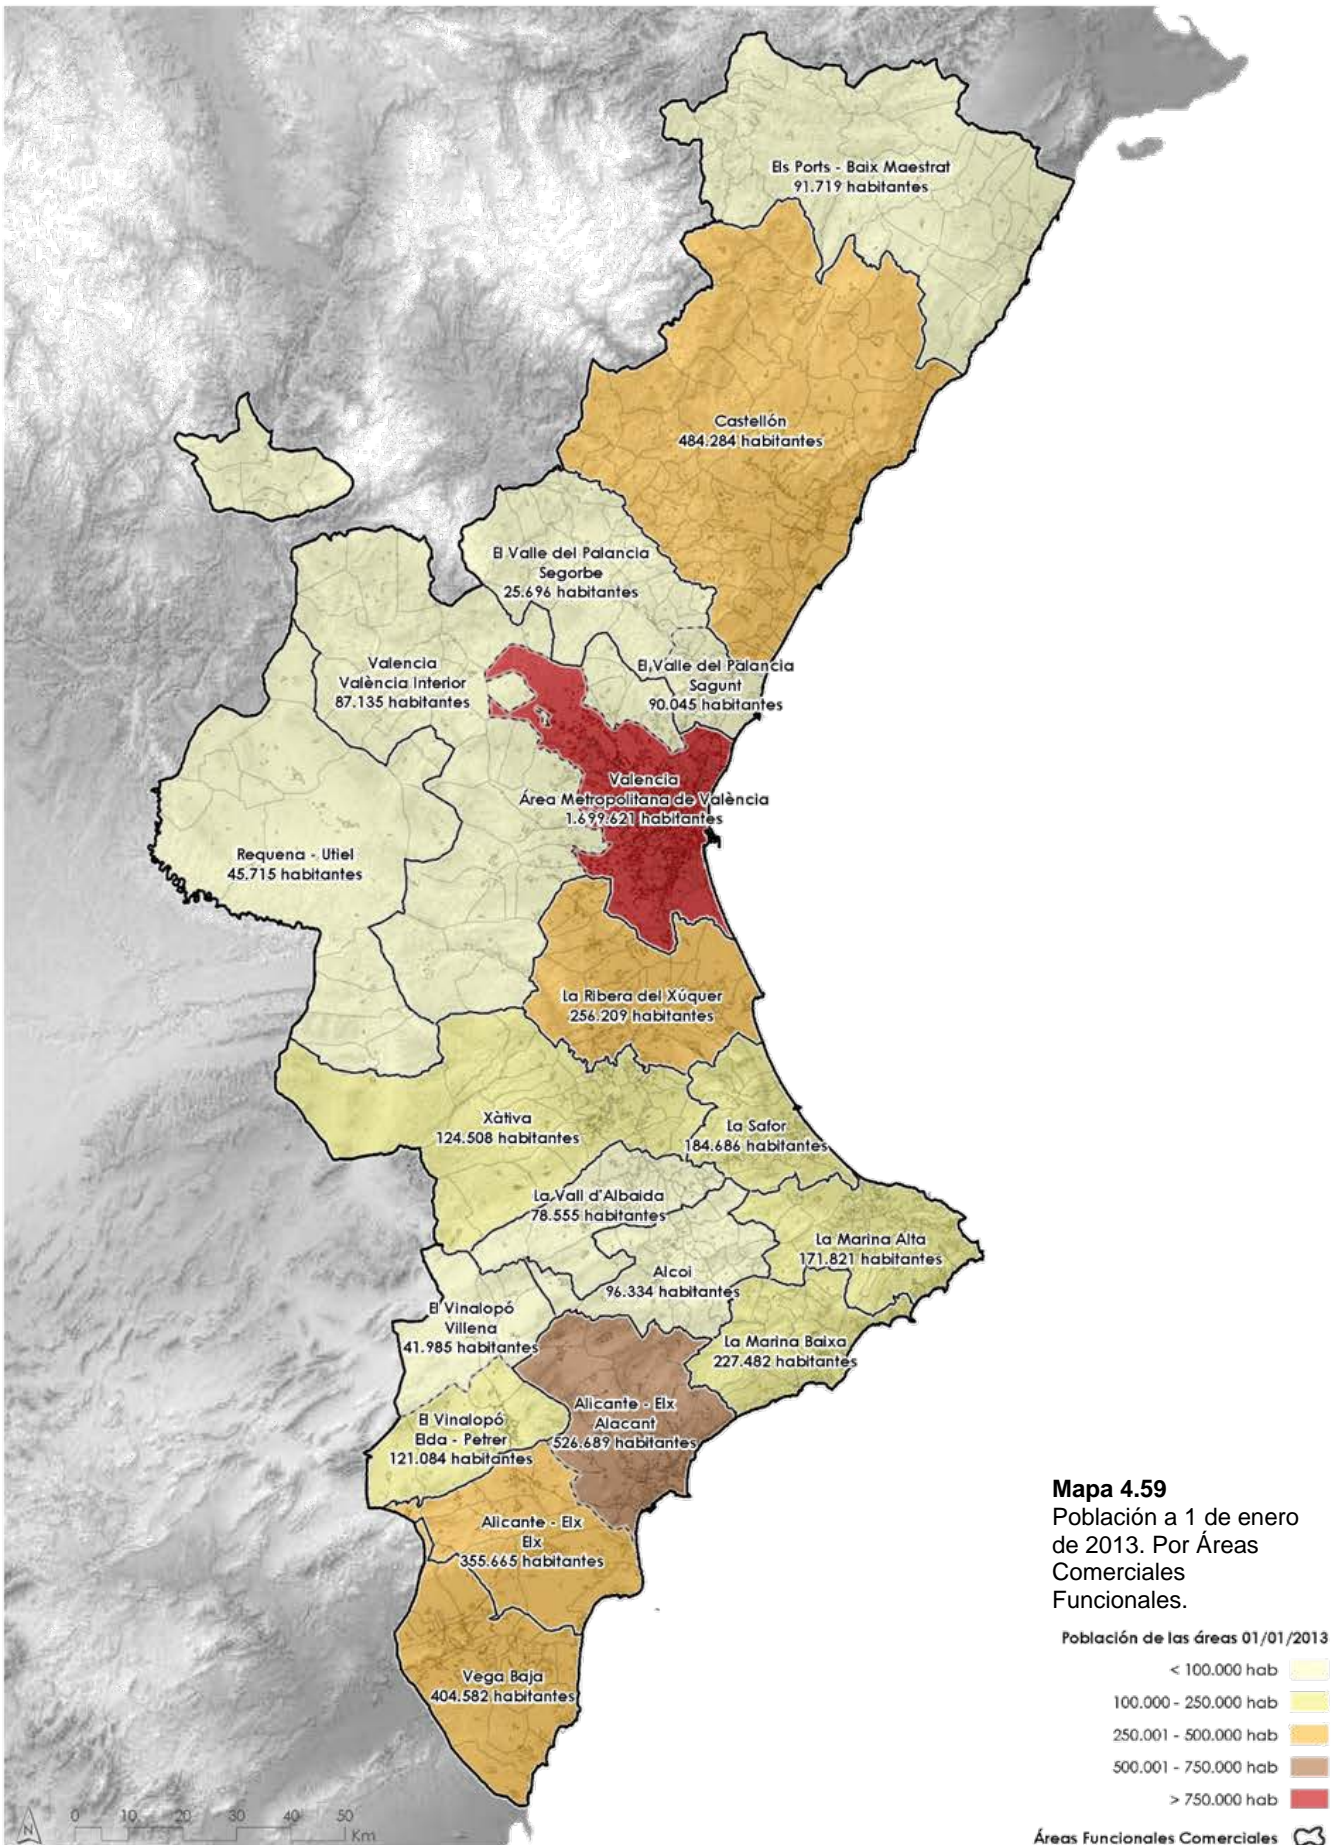 Els Ports - Baix Maestrat
91.719 habitantes
Castellón
484.284 habitantes
El Valle del Palancia
Segorbe
25.696 habitantes
Valencia
València Interior
87.135 habitantes
El Valle del Palancia
Sagunt
90.045 habitantes
Valencia
Área Metropolitana de València
1.699.621 habitantes
Requena - Utiel
45.715 habitantes
La Ribera del Xúquer
256.209 habitantes
Xàtiva
124.508 habitantes
La Safor
184.686 habitantes
La Vall d'Albaida
78.555 habitantes
La Marina Alta
171.821 habitantes
Alcoi
96.334 habitantes
El Vinalopó
Villena
41.985 habitantes
La Marina Baixa
227.482 habitantes
Alicante - Elx
Alacant
526.689 habitantes
El Vinalopó
Elda - Petrer
121.084 habitantes
Alicante - Elx
Elx
355.665 habitantes
Vega Baja
404.582 habitantes
Mapa 4.59
Población a 1 de enero
de 2013. Por Áreas
Comerciales
Funcionales.
Población de las áreas 01/01/2013
< 100.000 hab
100.000 - 250.000 hab
250.001 - 500.000 hab
500.001 - 750.000 hab
> 750.000 hab
Áreas Funcionales Comerciales
N
0 10 20 30 40 50
Km